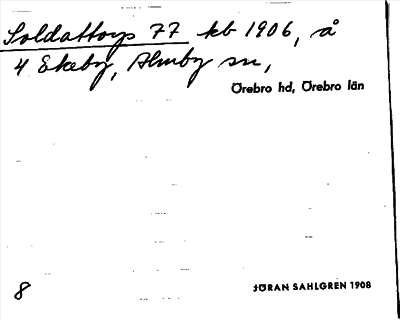 Soldattorp 77 kb 1906, å
4 Ekeby, Almby sn,
Örebro hd, Örebro län
8
JÖRAN SAHLGREN 1908